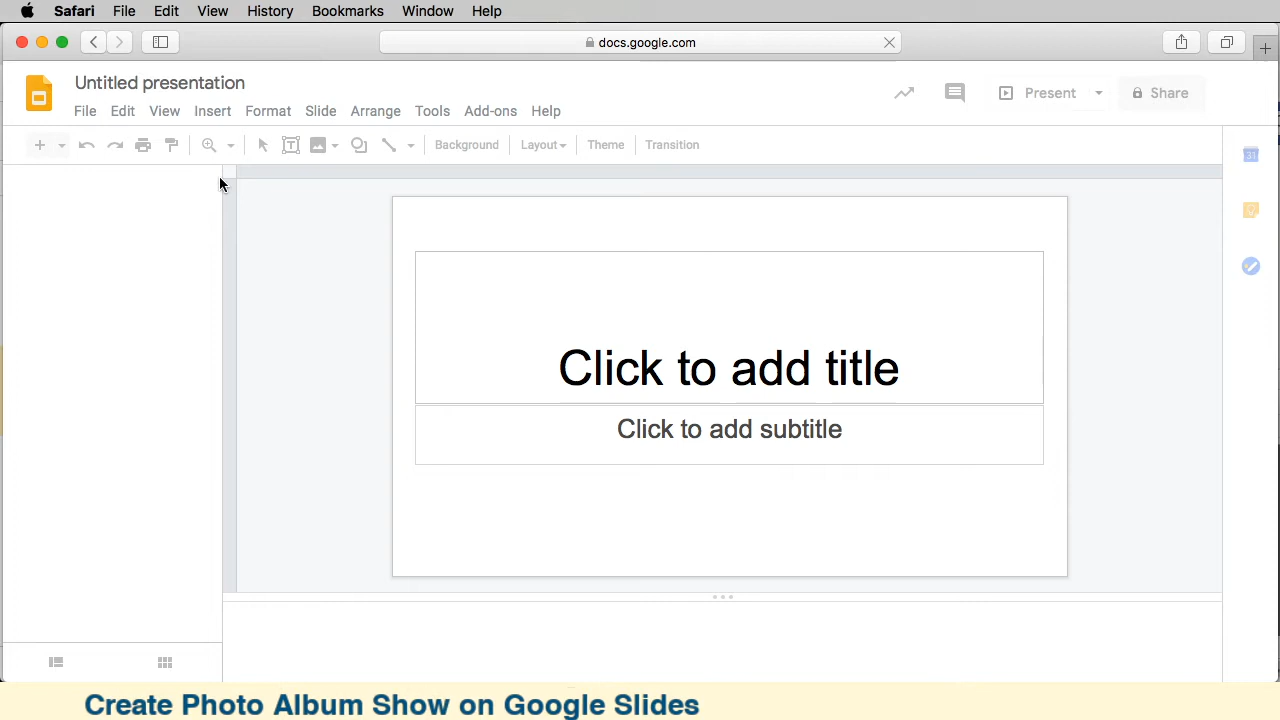 Safari File Edit View History Bookmarks Window Help
docs.google.com
Untitled presentation
File Edit View Insert Format Slide Arrange Tools Add-ons Help
Present
Share
Background Layout Theme Transition
31
Click to add title
Click to add subtitle
Create Photo Album Show on Google Slides